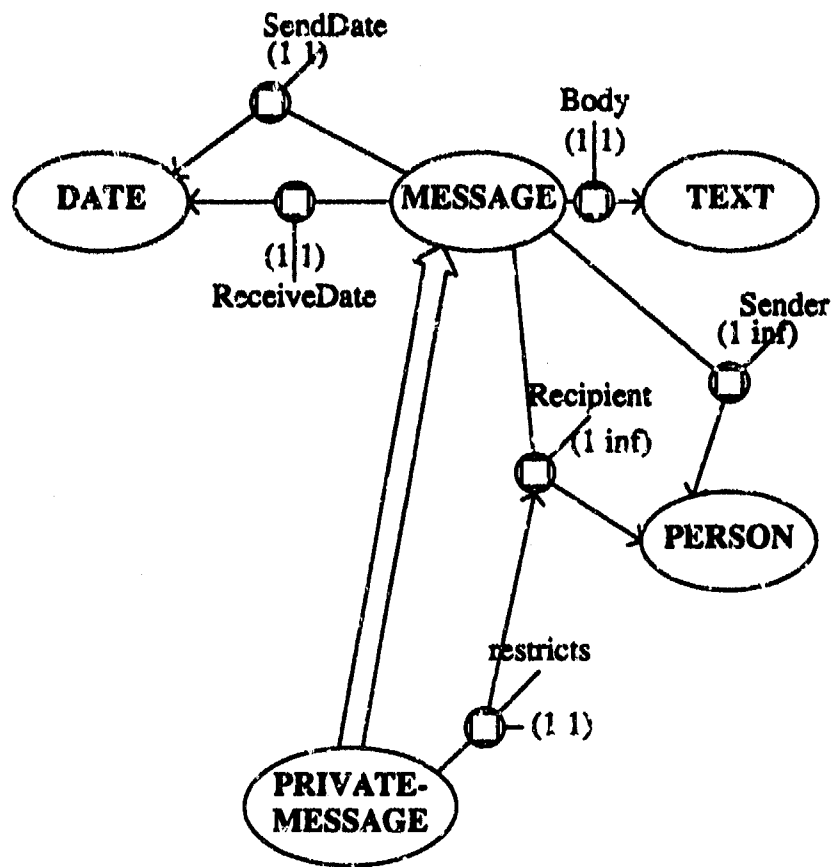 SendDate
(1 1)
Body
(1 1)
DATE
MESSAGE
TEXT
(1 1)
ReceiveDate
Sender
(1 inf)
Recipient
(1 inf)
PERSON
restricts
(1 1)
PRIVATE-
MESSAGE